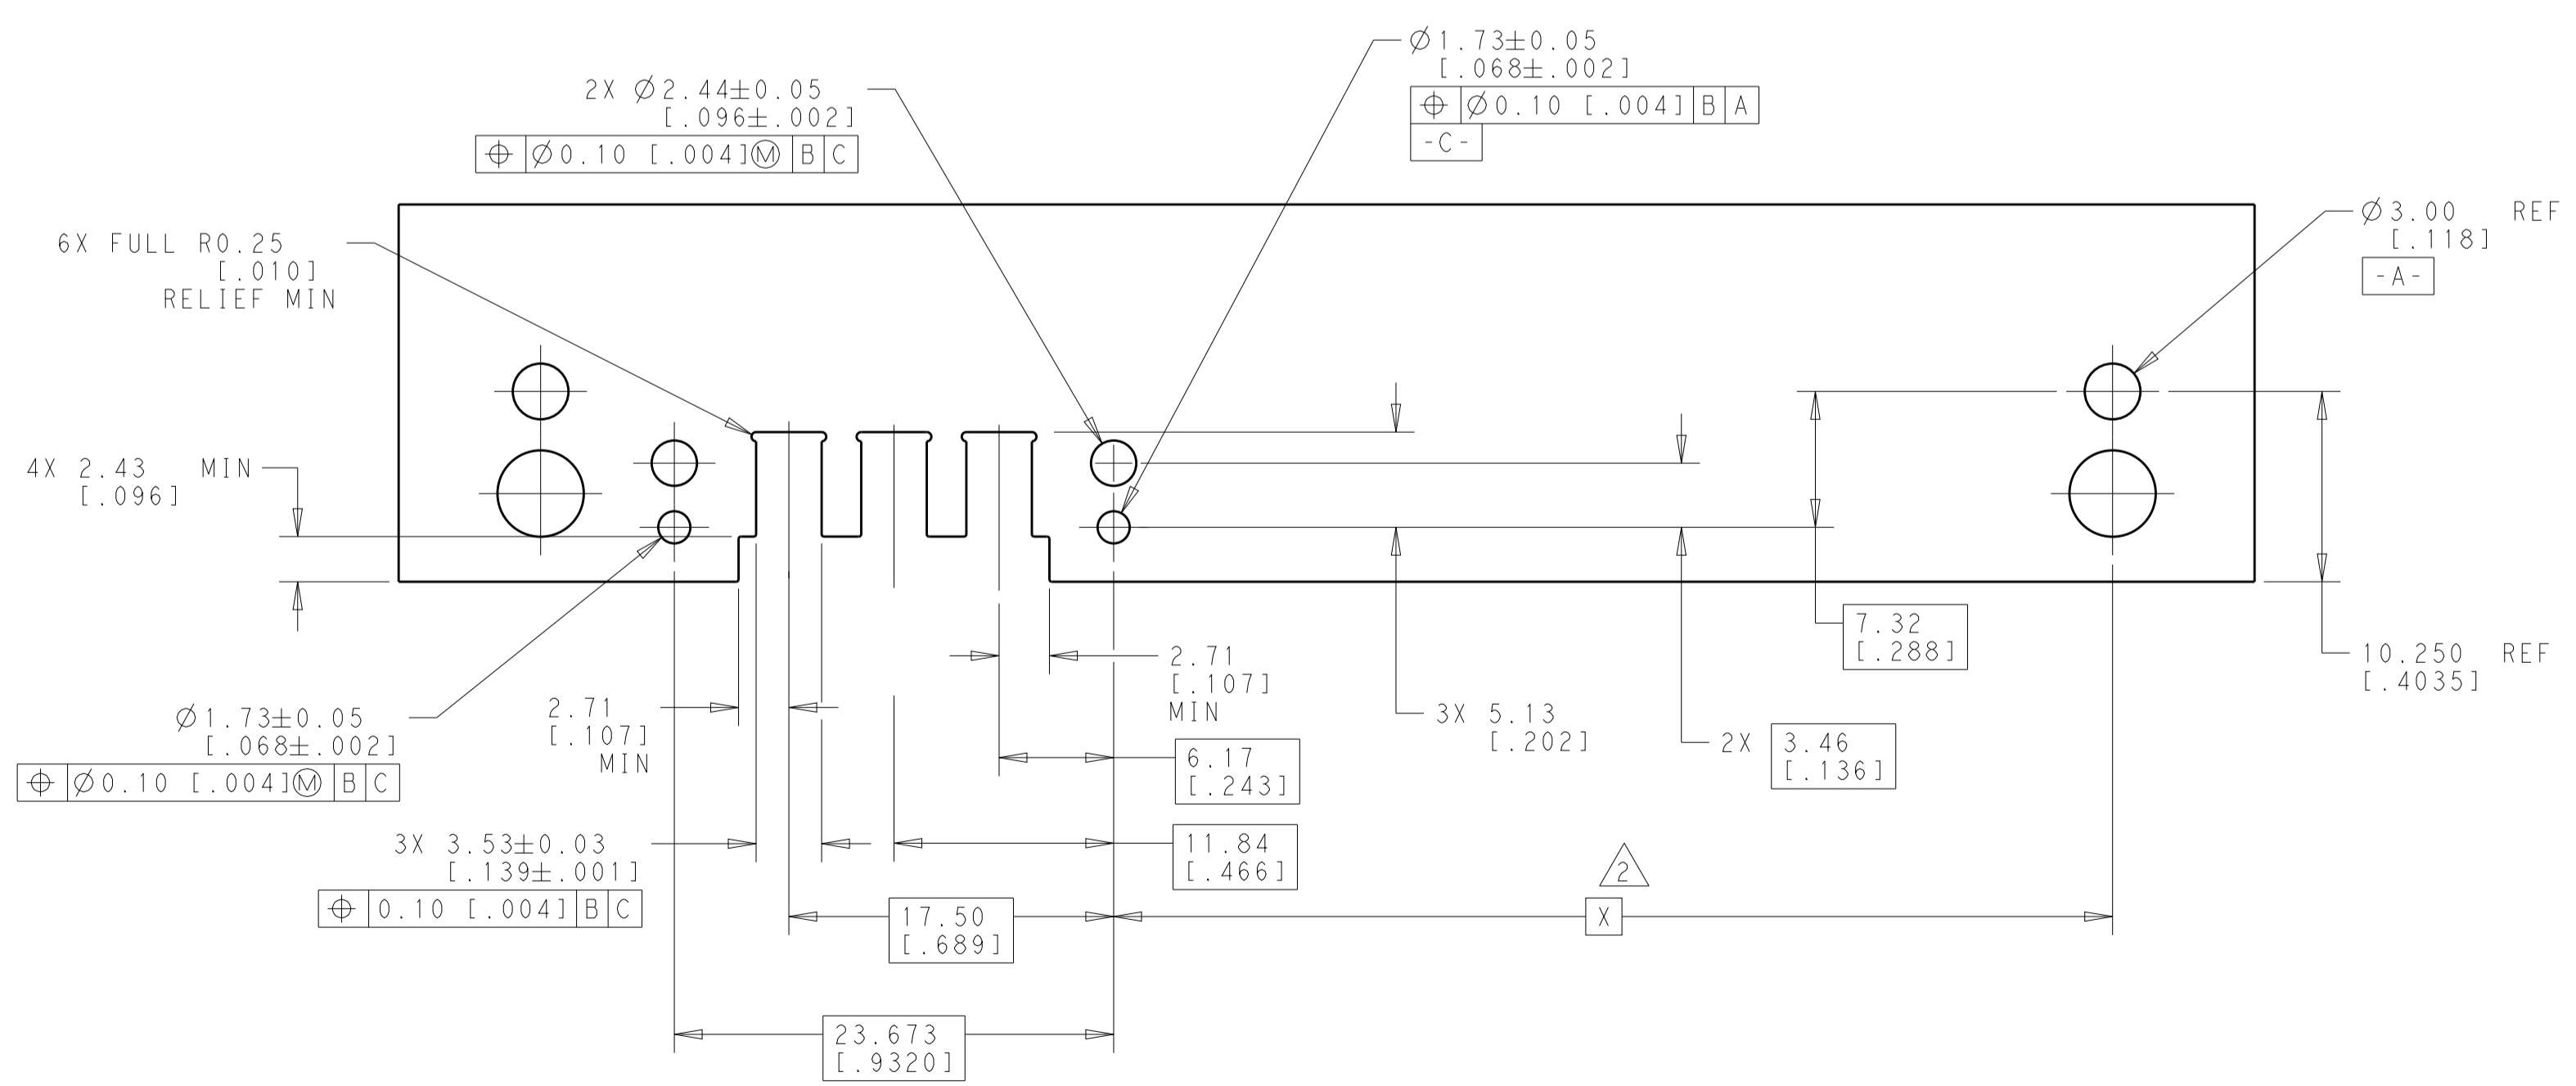 Ø1.73±0.05
[.068±.002]
⌖ Ø0.10 [.004] B A
-C-
2X Ø2.44±0.05
[.096±.002]
⌖ Ø0.10 [.004]Ⓜ B C
Ø3.00 REF
[.118]
-A-
6X FULL R0.25
[.010]
RELIEF MIN
4X 2.43 MIN
[.096]
7.32
[.288]
10.250 REF
[.4035]
2.71
[.107]
MIN
2.71
[.107]
MIN
3X 5.13
[.202]
2X 3.46
[.136]
Ø1.73±0.05
[.068±.002]
⌖ Ø0.10 [.004]Ⓜ B C
6.17
[.243]
3X 3.53±0.03
[.139±.001]
⌖ 0.10 [.004] B C
11.84
[.466]
2
17.50
[.689]
X
23.673
[.9320]